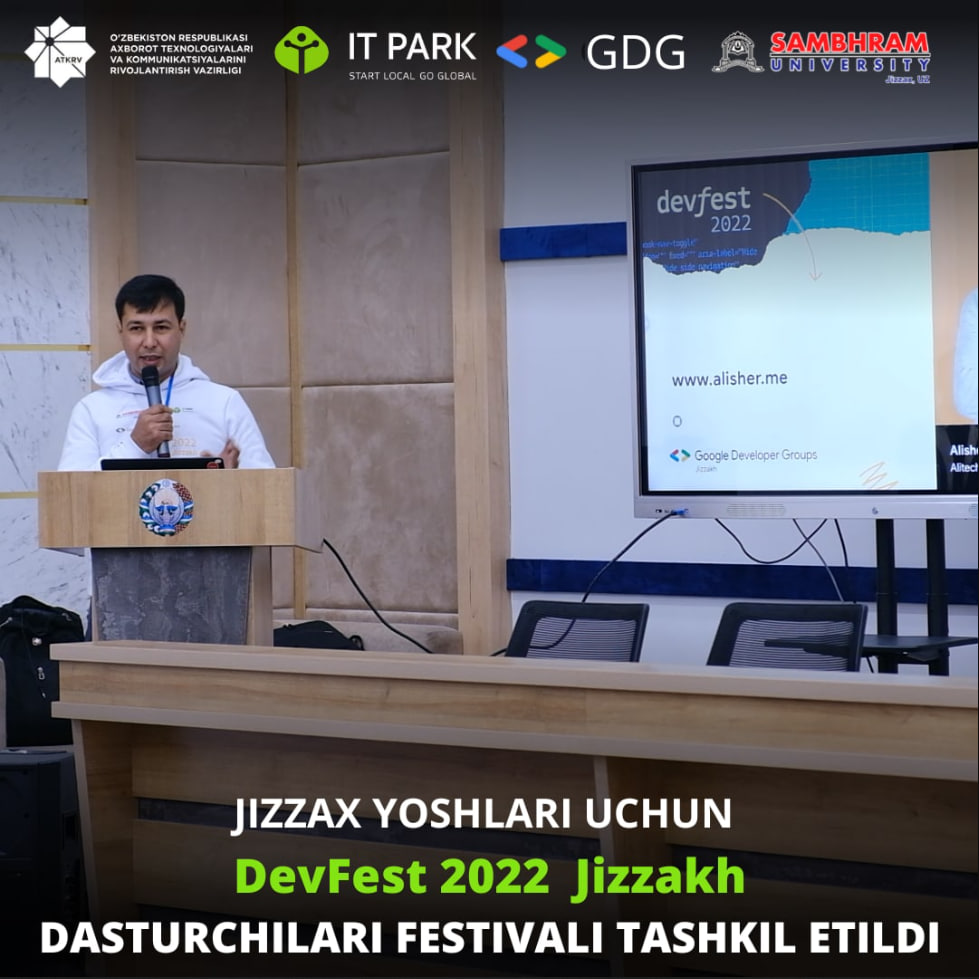 O'ZBEKISTON RESPUBLIKASI
AXBOROT TEXNOLOGIYALARI
VA KOMMUNIKATSIYALARINI
RIVOJLANTIRISH VAZIRLIGI
ATKRV
IT PARK
START LOCAL GO GLOBAL
GDG
SAMBHRAM
UNIVERSITY
Jizzax, UZ
devfest
2022
www.alisher.me
Google Developer Groups
Jizzakh
2022
JIZZAX YOSHLARI UCHUN
DevFest 2022 Jizzakh
DASTURCHILARI FESTIVALI TASHKIL ETILDI